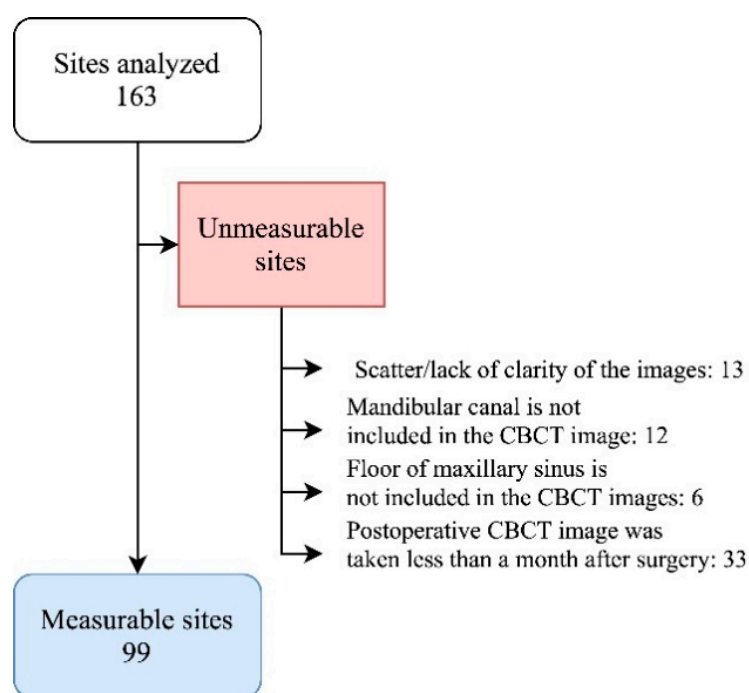 Sites analyzed
163
Unmeasurable
sites
Scatter/lack of clarity of the images: 13
Mandibular canal is not
included in the CBCT image: 12
Floor of maxillary sinus is
not included in the CBCT images: 6
Postoperative CBCT image was
taken less than a month after surgery: 33
Measurable sites
99